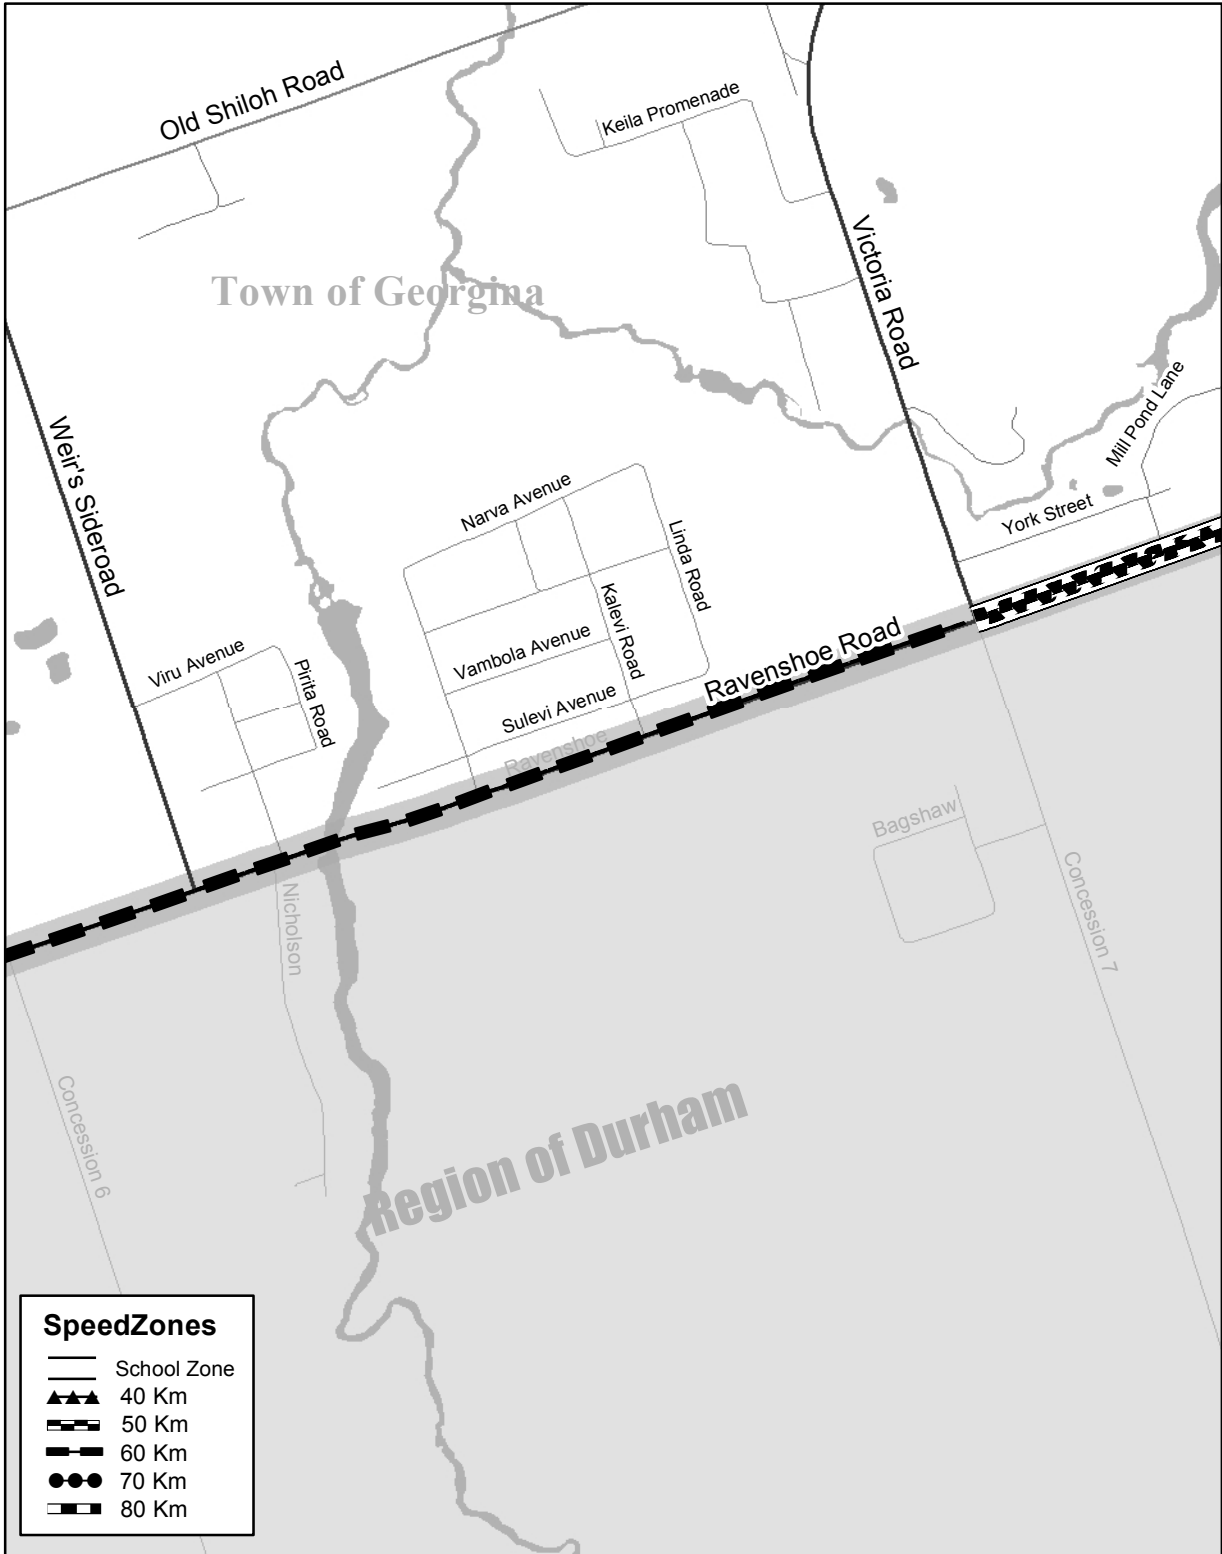 Old Shiloh Road
Keila Promenade
Town of Georgina
Victoria Road
Mill Pond Lane
Weir's Sideroad
Narva Avenue
York Street
Linda Road
Kalevi Road
Viru Avenue
Pirita Road
Vambola Avenue
Ravenshoe Road
Sulevi Avenue
Ravenshoe
Bagshaw
Nicholson
Concession 7
Concession 6
Region of Durham
SpeedZones
School Zone
40 Km
50 Km
60 Km
70 Km
80 Km